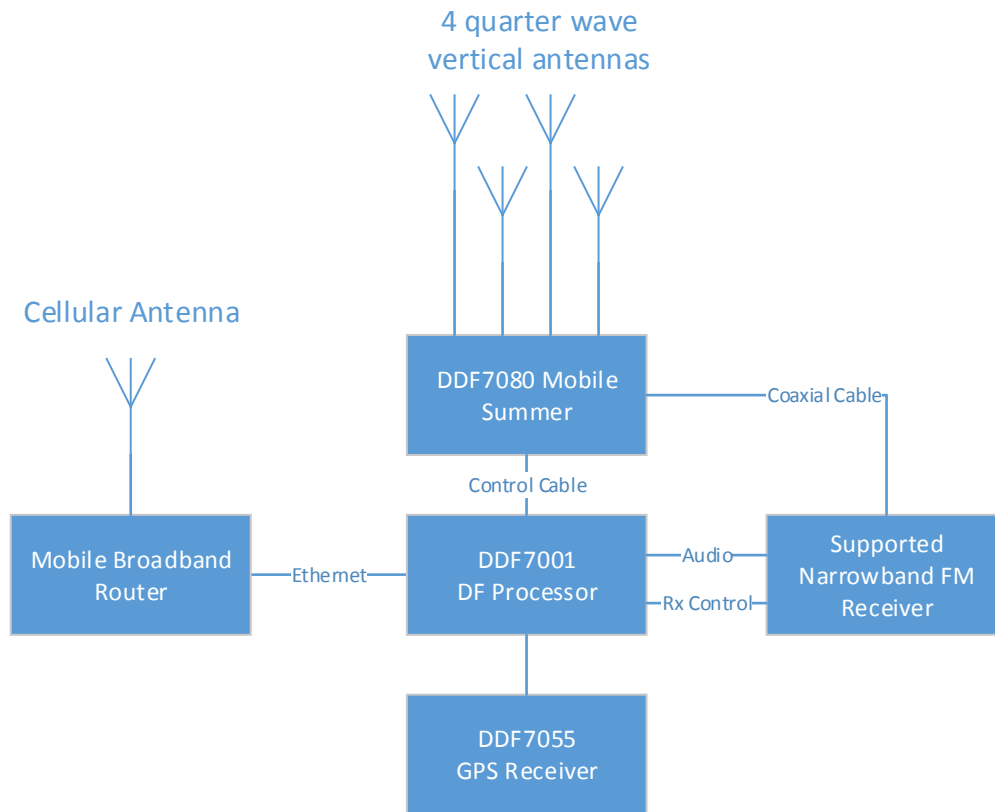 4 quarter wave
vertical antennas
Cellular Antenna
DDF7080 Mobile
Summer
Coaxial Cable
Control Cable
Mobile Broadband
Router
Ethernet
DDF7001
DF Processor
Audio
Rx Control
Supported
Narrowband FM
Receiver
DDF7055
GPS Receiver